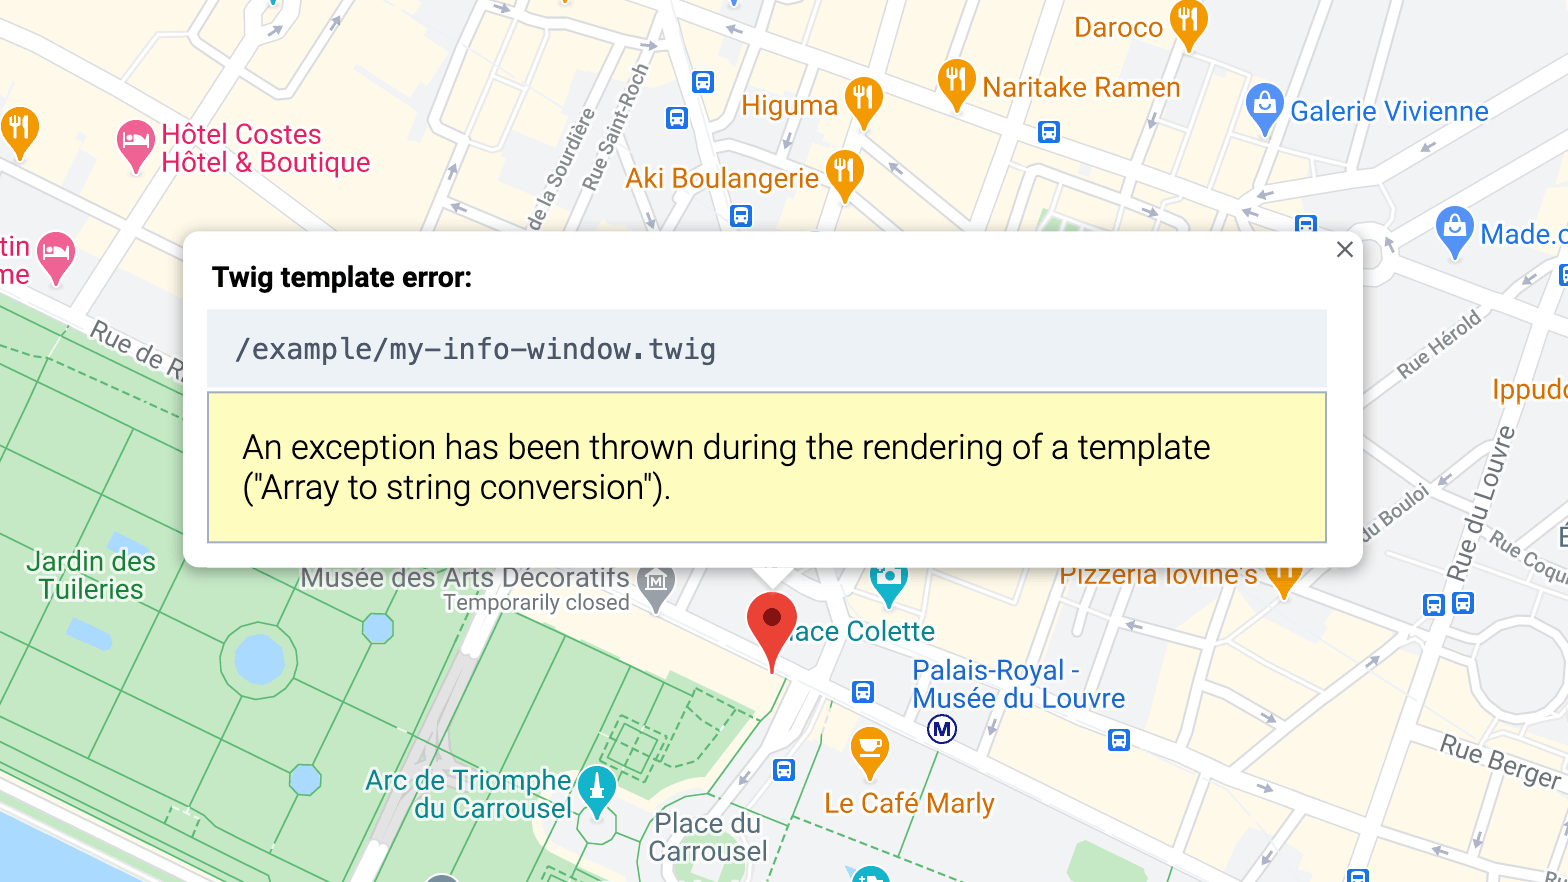 Daroco
Naritake Ramen
Higuma
Galerie Vivienne
Hôtel Costes
Hôtel & Boutique
Rue Saint-Roch
de la Sourdière
Aki Boulangerie
tin
me
Made.c
Twig template error:
/example/my-info-window.twig
An exception has been thrown during the rendering of a template
("Array to string conversion").
Rue de R
Rue Hérold
Ippudo
Rue du Louvre
du Bouloi
Rue Coqui
Jardin des
Tuileries
Musée des Arts Décoratifs
Temporarily closed
Pizzeria Iovine's
lace Colette
Palais-Royal -
Musée du Louvre
M
Rue Berger
Arc de Triomphe
du Carrousel
Le Café Marly
Place du
Carrousel